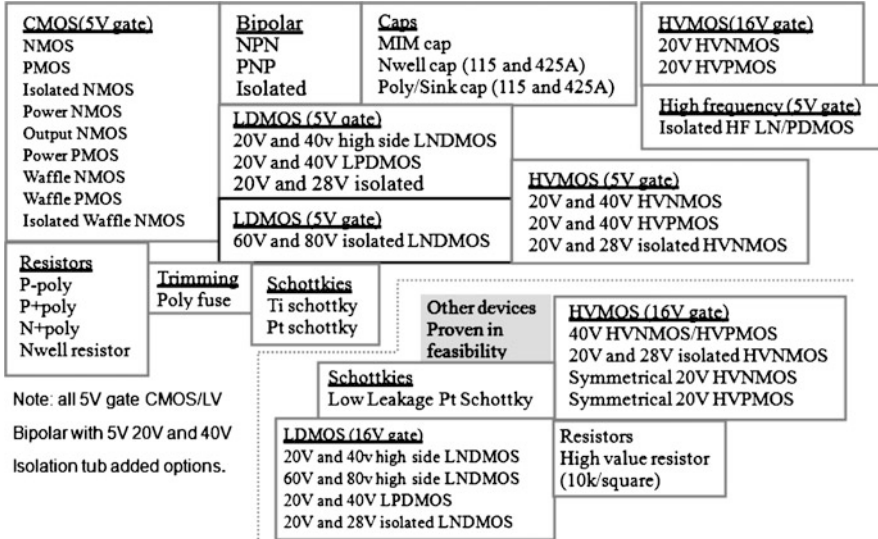 CMOS(5V gate)
NMOS
PMOS
Isolated NMOS
Power NMOS
Output NMOS
Power PMOS
Waffle NMOS
Waffle PMOS
Isolated Waffle NMOS
Bipolar
NPN
PNP
Isolated
Caps
MIM cap
Nwell cap (115 and 425A)
Poly/Sink cap (115 and 425A)
HVMOS(16V gate)
20V HVNMOS
20V HVPMOS
High frequency (5V gate)
Isolated HF LN/PDMOS
LDMOS (5V gate)
20V and 40v high side LNDMOS
20V and 40V LPDMOS
20V and 28V isolated
LDMOS (5V gate)
60V and 80V isolated LNDMOS
HVMOS (5V gate)
20V and 40V HVNMOS
20V and 40V HVPMOS
20V and 28V isolated HVNMOS
Resistors
P-poly
P+poly
N+poly
Nwell resistor
Trimming
Poly fuse
Schottkies
Ti schottky
Pt schottky
Other devices
Proven in
feasibility
HVMOS (16V gate)
40V HVNMOS/HVPMOS
20V and 28V isolated HVNMOS
Symmetrical 20V HVNMOS
Symmetrical 20V HVPMOS
Schottkies
Low Leakage Pt Schottky
Note: all 5V gate CMOS/LV
Bipolar with 5V 20V and 40V
Isolation tub added options.
LDMOS (16V gate)
20V and 40v high side LNDMOS
60V and 80v high side LNDMOS
20V and 40V LPDMOS
20V and 28V isolated LNDMOS
Resistors
High value resistor
(10k/square)